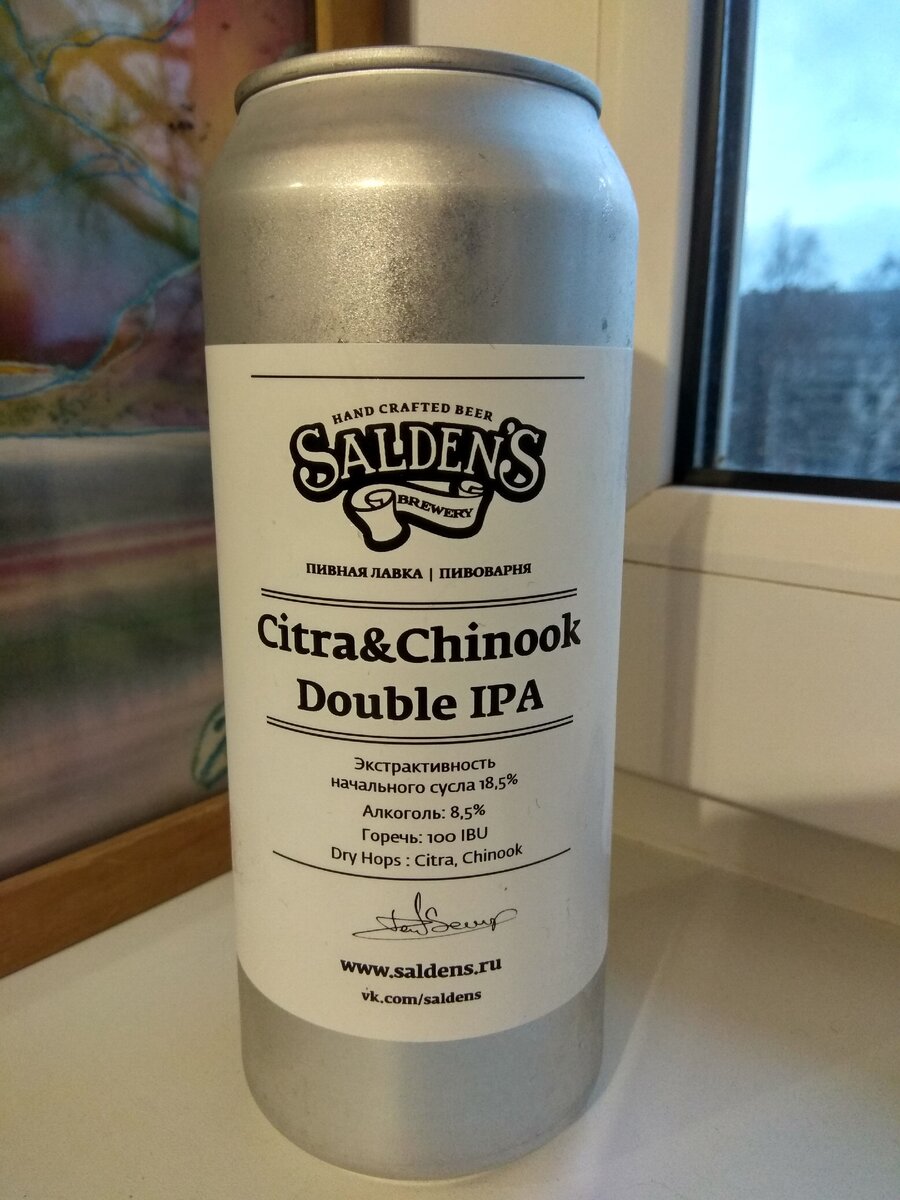 HAND CRAFTED BEER
SALDEN'S
BREWERY
ПИВНАЯ ЛАВКА | ПИВОВАРНЯ
Citra&Chinook
Double IPA
Экстрактивность
начального сусла 18,5%
Алкоголь: 8,5%
Горечь: 100 IBU
Dry Hops : Citra, Chinook
www.saldens.ru
vk.com/saldens